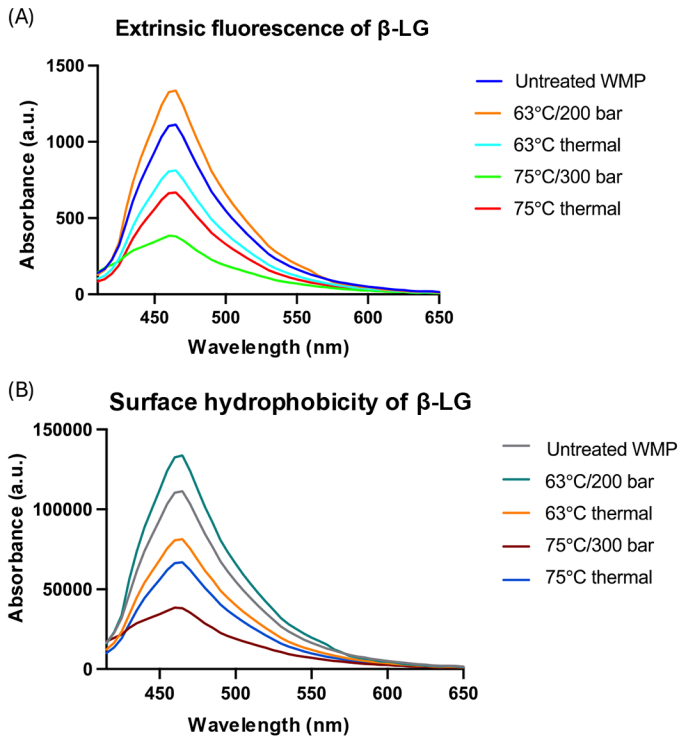 (A)
Extrinsic fluorescence of β-LG
Absorbance (a.u.)
1500
1000
500
0
450
500
550
600
650
Wavelength (nm)
Untreated WMP
63°C/200 bar
63°C thermal
75°C/300 bar
75°C thermal
(B)
Surface hydrophobicity of β-LG
Absorbance (a.u.)
150000
100000
50000
0
450
500
550
600
650
Wavelength (nm)
Untreated WMP
63°C/200 bar
63°C thermal
75°C/300 bar
75°C thermal